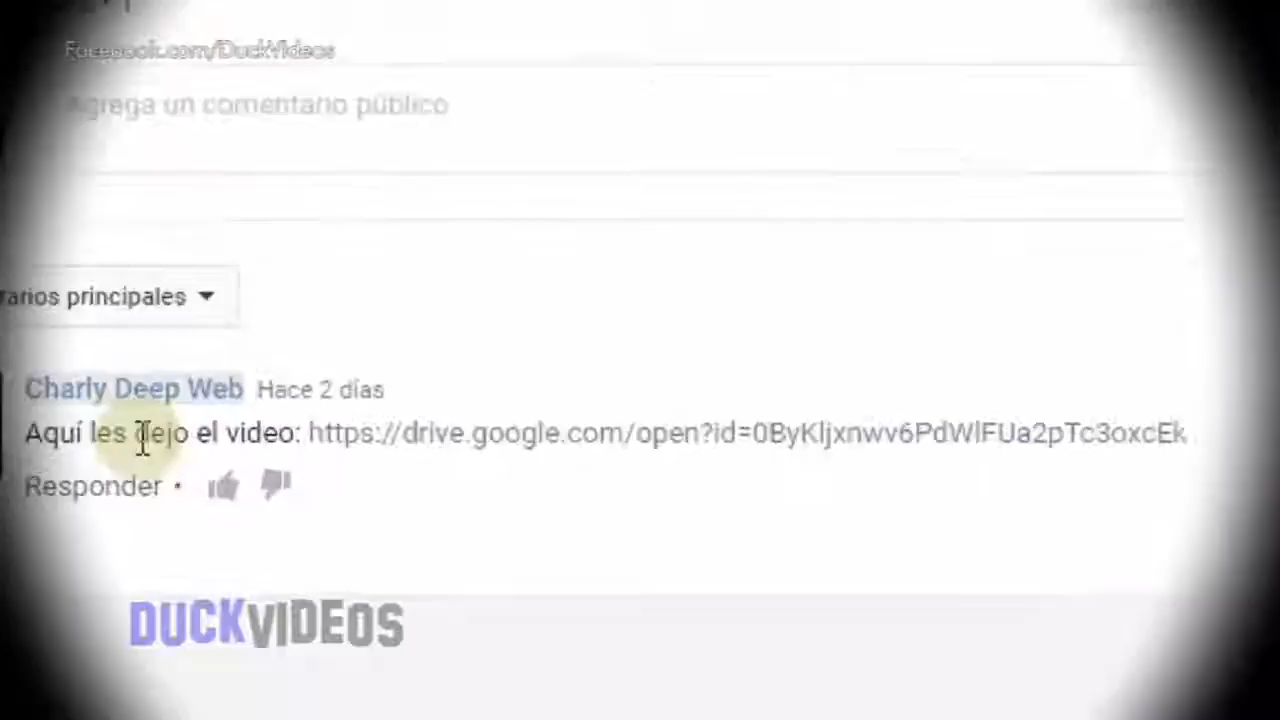 Facebook.com/DuckVideos
Agrega un comentario público
rarios principales
Charly Deep Web Hace 2 días
Aquí les dejo el video: https://drive.google.com/open?id=0ByKljxnwv6PdWlFUa2pTc3oxcEk
Responder
DUCKVIDEOS